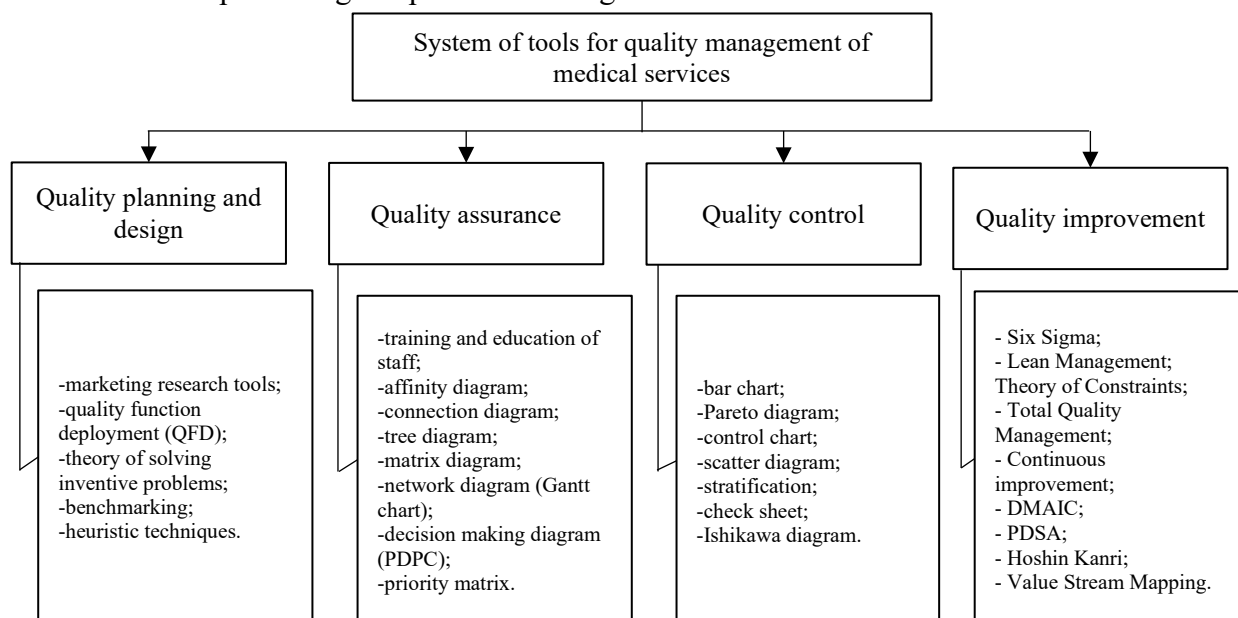 System of tools for quality management of
medical services
Quality planning and
design
Quality assurance
Quality control
Quality improvement
-marketing research tools;
-quality function
deployment (QFD);
-theory of solving
inventive problems;
-benchmarking;
-heuristic techniques.
-training and education of
staff;
-affinity diagram;
-connection diagram;
-tree diagram;
-matrix diagram;
-network diagram (Gantt
chart);
-decision making diagram
(PDPC);
-priority matrix.
-bar chart;
-Pareto diagram;
-control chart;
-scatter diagram;
-stratification;
-check sheet;
-Ishikawa diagram.
- Six Sigma;
- Lean Management;
Theory of Constraints;
- Total Quality
Management;
- Continuous
improvement;
- DMAIC;
- PDSA;
- Hoshin Kanri;
- Value Stream Mapping.